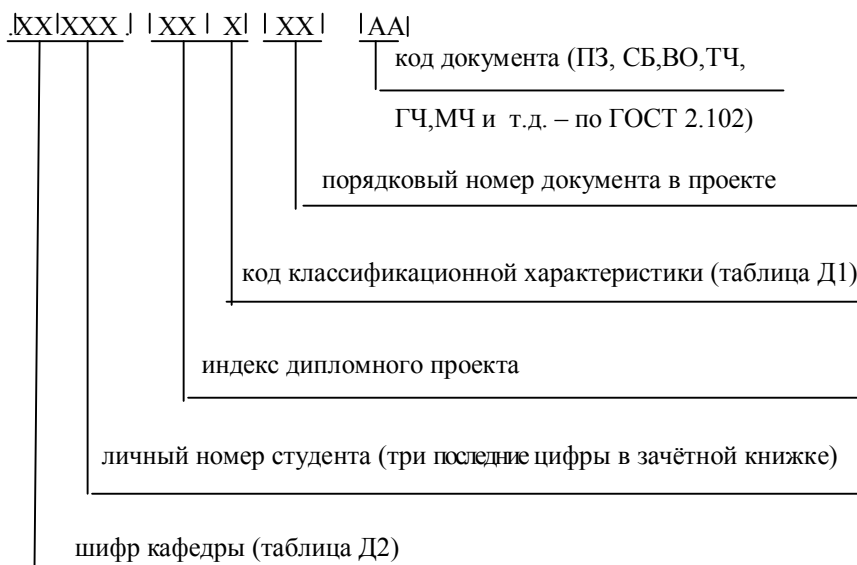 .|XX|XXX .| |XX | X| |XX | |АА|
код документа (ПЗ, СБ,ВО,ТЧ,
ГЧ,МЧ и т.д. – по ГОСТ 2.102)
порядковый номер документа в проекте
код классификационной характеристики (таблица Д1)
индекс дипломного проекта
личный номер студента (три последние цифры в зачётной книжке)
шифр кафедры (таблица Д2)